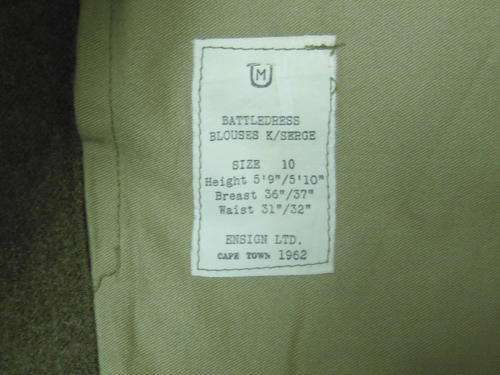 UM
BATTLEDRESS
BLOUSES K/SERGE
SIZE 10
Height 5'9"/5'10"
Breast 36"/37"
Waist 31"/32"
ENSIGN LTD.
CAPE TOWN 1962